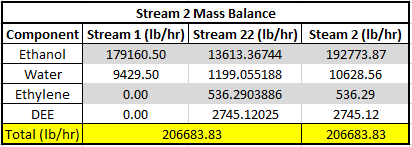 Stream 2 Mass Balance
Component Stream 1 (lb/hr) Stream 22 (lb/hr) Stream 2 (lb/hr)
Ethanol 179160.50 13613.36744 192773.87
Water 9429.50 1199.055188 10628.56
Ethylene 0.00 536.2903886 536.29
DEE 0.00 2745.12025 2745.12
Total (lb/hr) 206683.83 206683.83